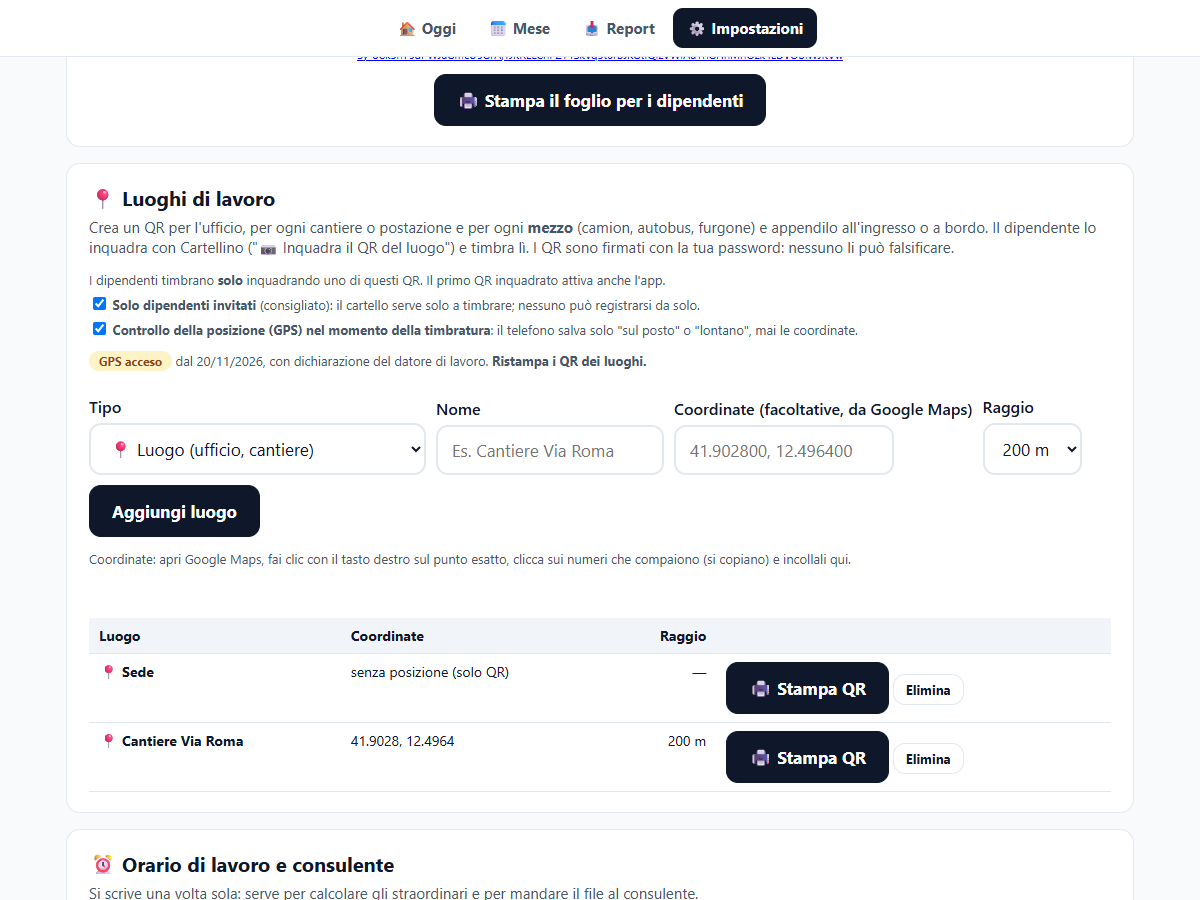 Oggi
Mese
Report
Impostazioni
Stampa il foglio per i dipendenti
Luoghi di lavoro
Crea un QR per l'ufficio, per ogni cantiere o postazione e per ogni mezzo (camion, autobus, furgone) e appendilo all'ingresso o a bordo. Il dipendente lo
inquadra con Cartellino (" Inquadra il QR del luogo") e timbra lì. I QR sono firmati con la tua password: nessuno li può falsificare.
I dipendenti timbrano solo inquadrando uno di questi QR. Il primo QR inquadrato attiva anche l'app.
Solo dipendenti invitati (consigliato): il cartello serve solo a timbrare; nessuno può registrarsi da solo.
Controllo della posizione (GPS) nel momento della timbratura: il telefono salva solo "sul posto" o "lontano", mai le coordinate.
GPS acceso dal 20/11/2026, con dichiarazione del datore di lavoro. Ristampa i QR dei luoghi.
Tipo
Nome
Coordinate (facoltative, da Google Maps)
Raggio
Luogo (ufficio, cantiere)
Es. Cantiere Via Roma
41.902800, 12.496400
200 m
Aggiungi luogo
Coordinate: apri Google Maps, fai clic con il tasto destro sul punto esatto, clicca sui numeri che compaiono (si copiano) e incollali qui.
Luogo Coordinate Raggio
Sede senza posizione (solo QR) — Stampa QR Elimina
Cantiere Via Roma 41.9028, 12.4964 200 m Stampa QR Elimina
Orario di lavoro e consulente
Si scrive una volta sola: serve per calcolare gli straordinari e per mandare il file al consulente.